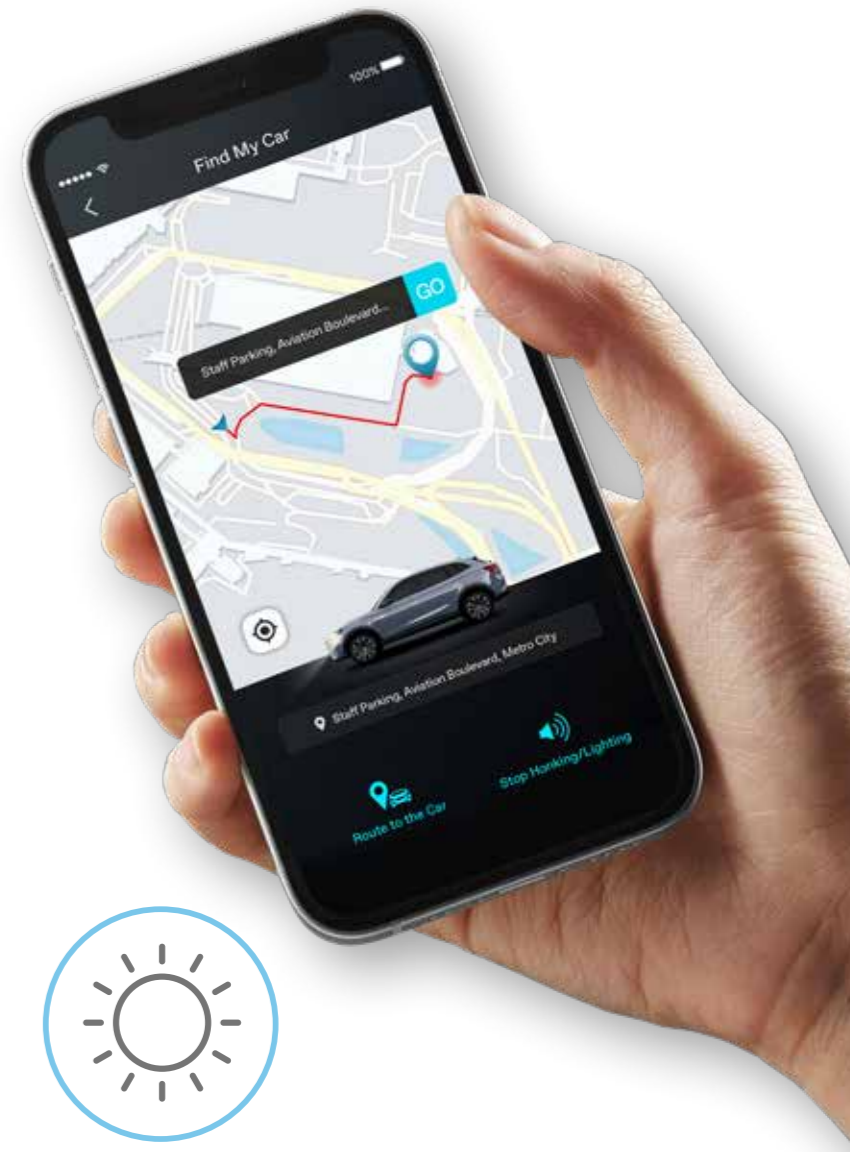 100%
Find My Car
Staff Parking, Aviation Boulevard...
GO
Staff Parking, Aviation Boulevard, Metro City
Route to the Car
Stop Honking/Lighting